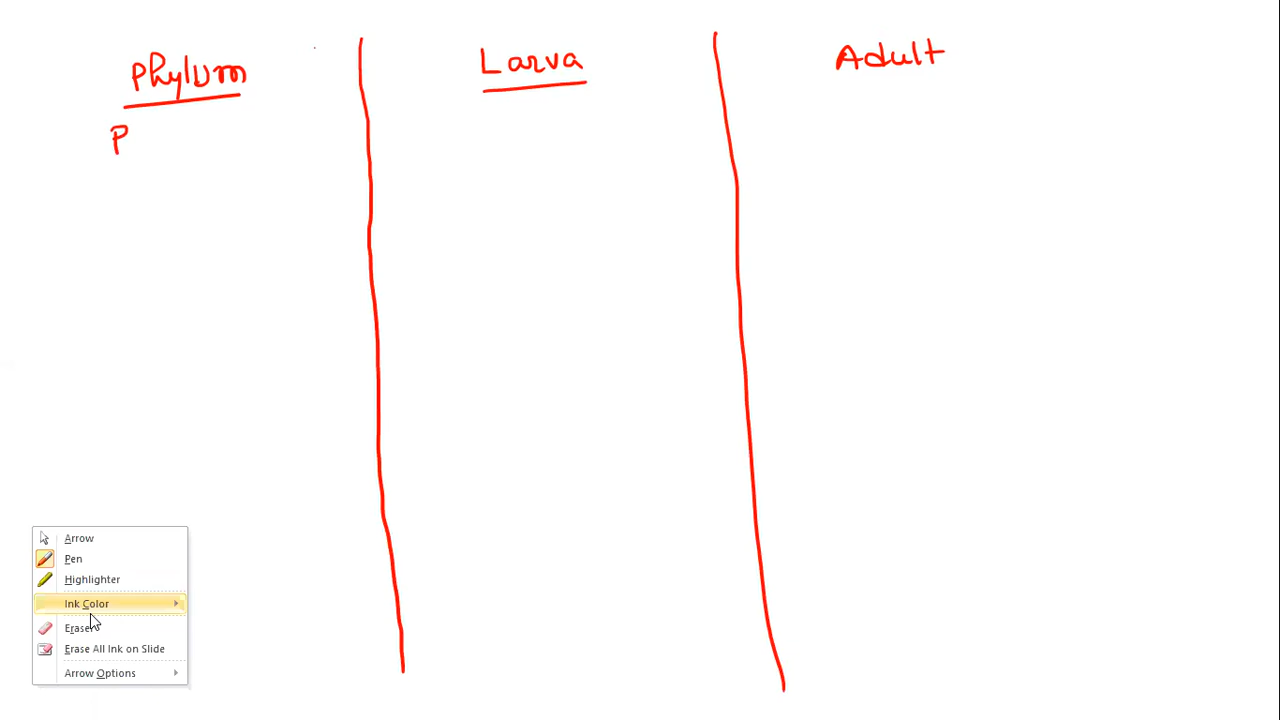 Phylum
Larva
Adult
P
Arrow
Pen
Highlighter
Ink Color
Eraser
Erase All Ink on Slide
Arrow Options